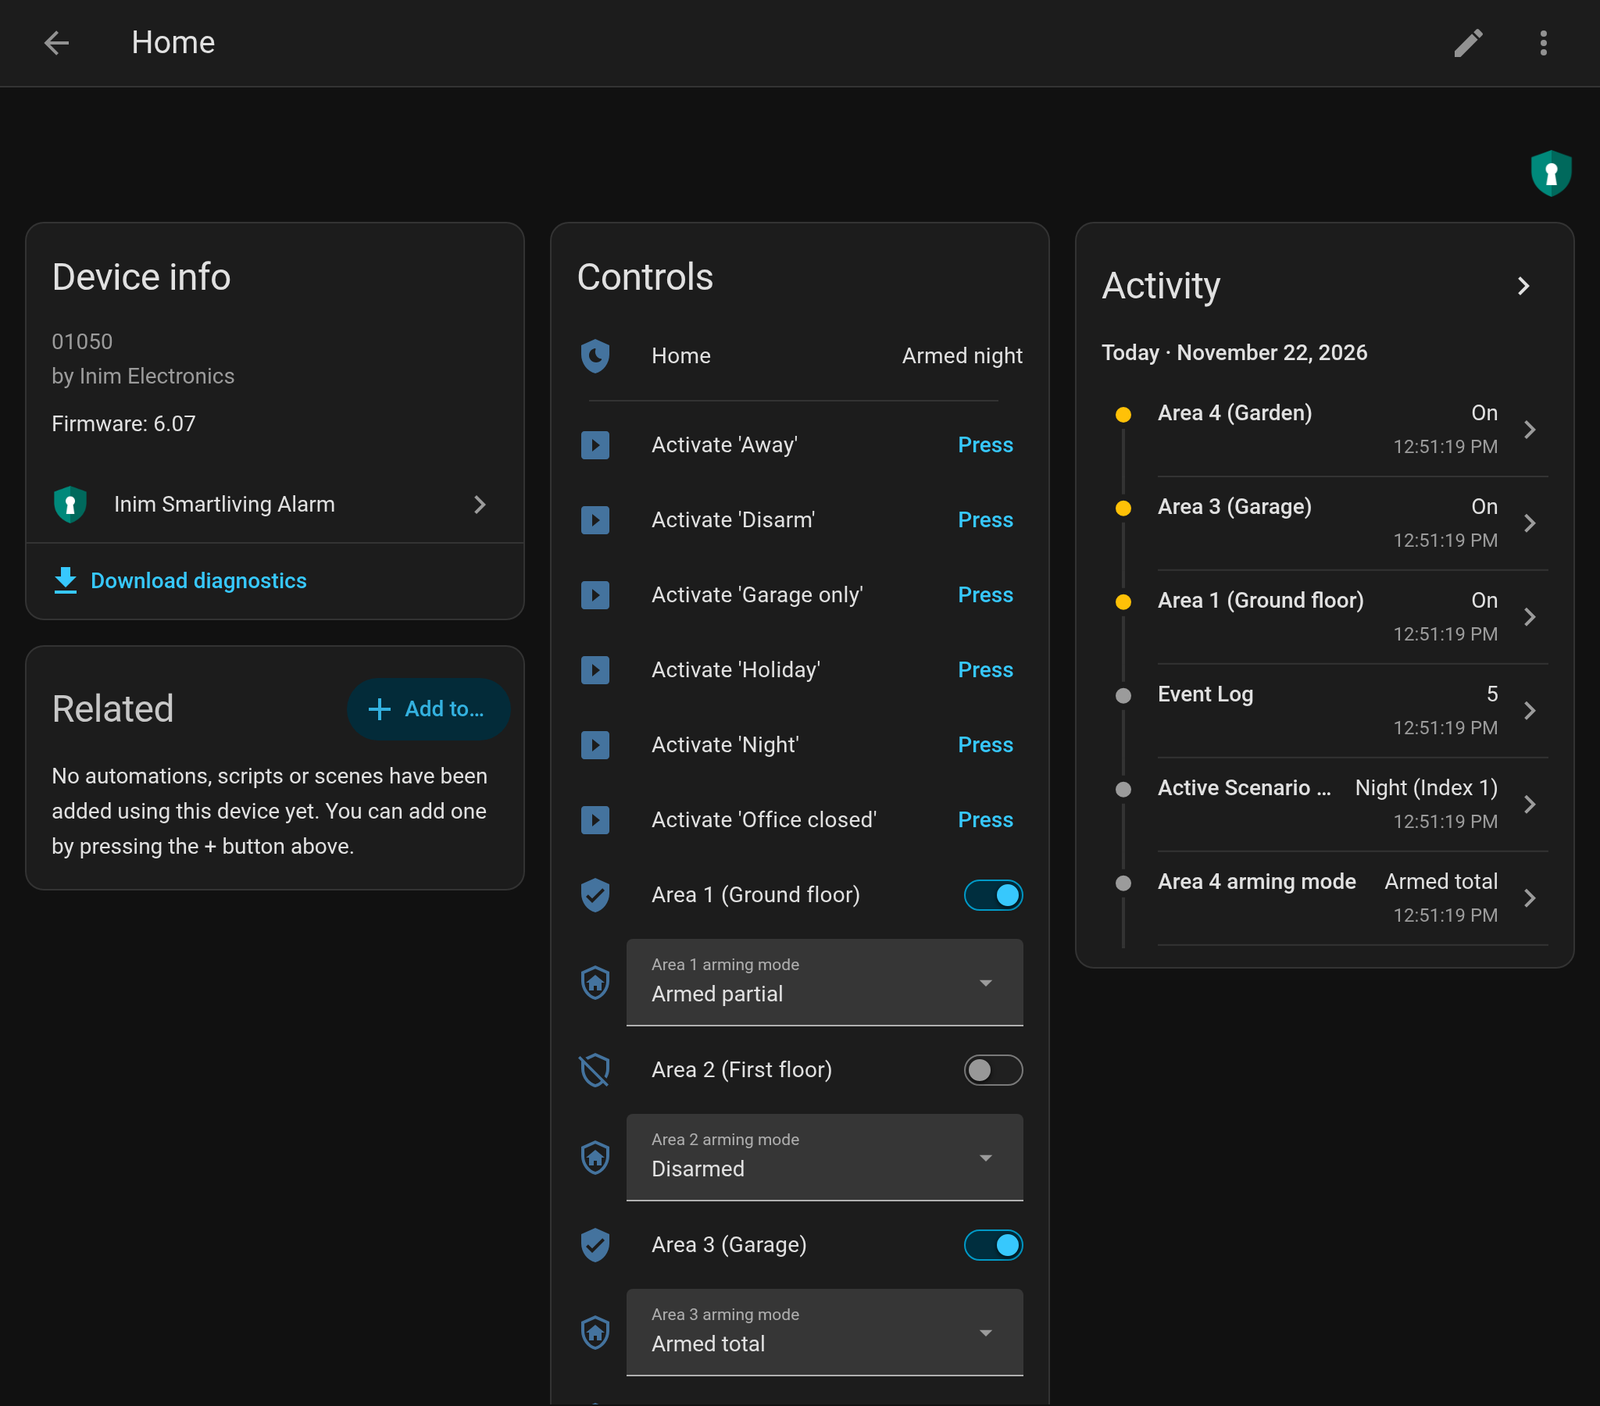 Home
Device info
01050
by Inim Electronics
Firmware: 6.07
Inim Smartliving Alarm
Download diagnostics
Related
Add to...
No automations, scripts or scenes have been
added using this device yet. You can add one
by pressing the + button above.
Controls
Home Armed night
Activate 'Away' Press
Activate 'Disarm' Press
Activate 'Garage only' Press
Activate 'Holiday' Press
Activate 'Night' Press
Activate 'Office closed' Press
Area 1 (Ground floor)
Area 1 arming mode
Armed partial
Area 2 (First floor)
Area 2 arming mode
Disarmed
Area 3 (Garage)
Area 3 arming mode
Armed total
Activity
Today · November 22, 2026
Area 4 (Garden) On
12:51:19 PM
Area 3 (Garage) On
12:51:19 PM
Area 1 (Ground floor) On
12:51:19 PM
Event Log 5
12:51:19 PM
Active Scenario ... Night (Index 1)
12:51:19 PM
Area 4 arming mode Armed total
12:51:19 PM